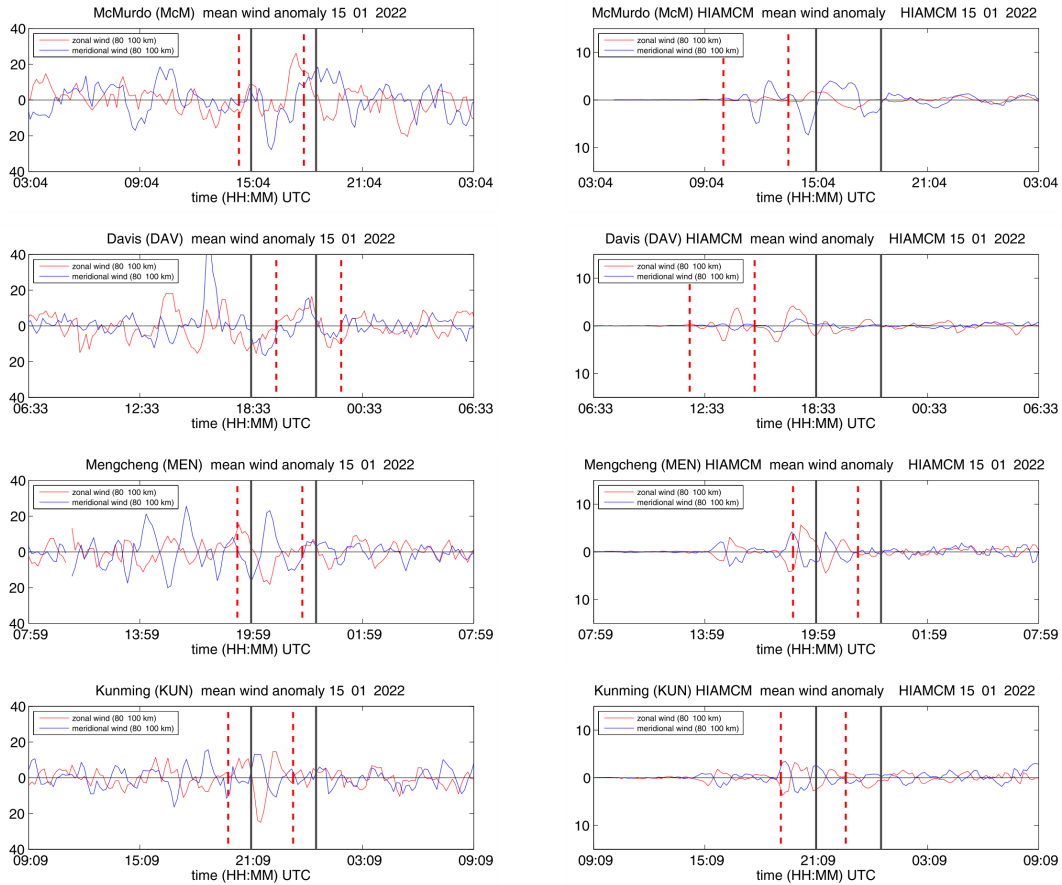 McMurdo (McM) mean wind anomaly 15 01 2022
40
20
0
20
40
zonal wind (80 100 km)
meridional wind (80 100 km)
03:04 09:04 15:04 21:04 03:04
time (HH:MM) UTC
McMurdo (McM) HIAMCM mean wind anomaly HIAMCM 15 01 2022
10
0
10
zonal wind (80 100 km)
meridional wind (80 100 km)
03:04 09:04 15:04 21:04 03:04
time (HH:MM) UTC
Davis (DAV) mean wind anomaly 15 01 2022
40
20
0
20
40
zonal wind (80 100 km)
meridional wind (80 100 km)
06:33 12:33 18:33 00:33 06:33
time (HH:MM) UTC
Davis (DAV) HIAMCM mean wind anomaly HIAMCM 15 01 2022
10
0
10
zonal wind (80 100 km)
meridional wind (80 100 km)
06:33 12:33 18:33 00:33 06:33
time (HH:MM) UTC
Mengcheng (MEN) mean wind anomaly 15 01 2022
40
20
0
20
40
zonal wind (80 100 km)
meridional wind (80 100 km)
07:59 13:59 19:59 01:59 07:59
time (HH:MM) UTC
Mengcheng (MEN) HIAMCM mean wind anomaly HIAMCM 15 01 2022
10
0
10
zonal wind (80 100 km)
meridional wind (80 100 km)
07:59 13:59 19:59 01:59 07:59
time (HH:MM) UTC
Kunming (KUN) mean wind anomaly 15 01 2022
40
20
0
20
40
zonal wind (80 100 km)
meridional wind (80 100 km)
09:09 15:09 21:09 03:09 09:09
time (HH:MM) UTC
Kunming (KUN) HIAMCM mean wind anomaly HIAMCM 15 01 2022
10
0
10
zonal wind (80 100 km)
meridional wind (80 100 km)
09:09 15:09 21:09 03:09 09:09
time (HH:MM) UTC